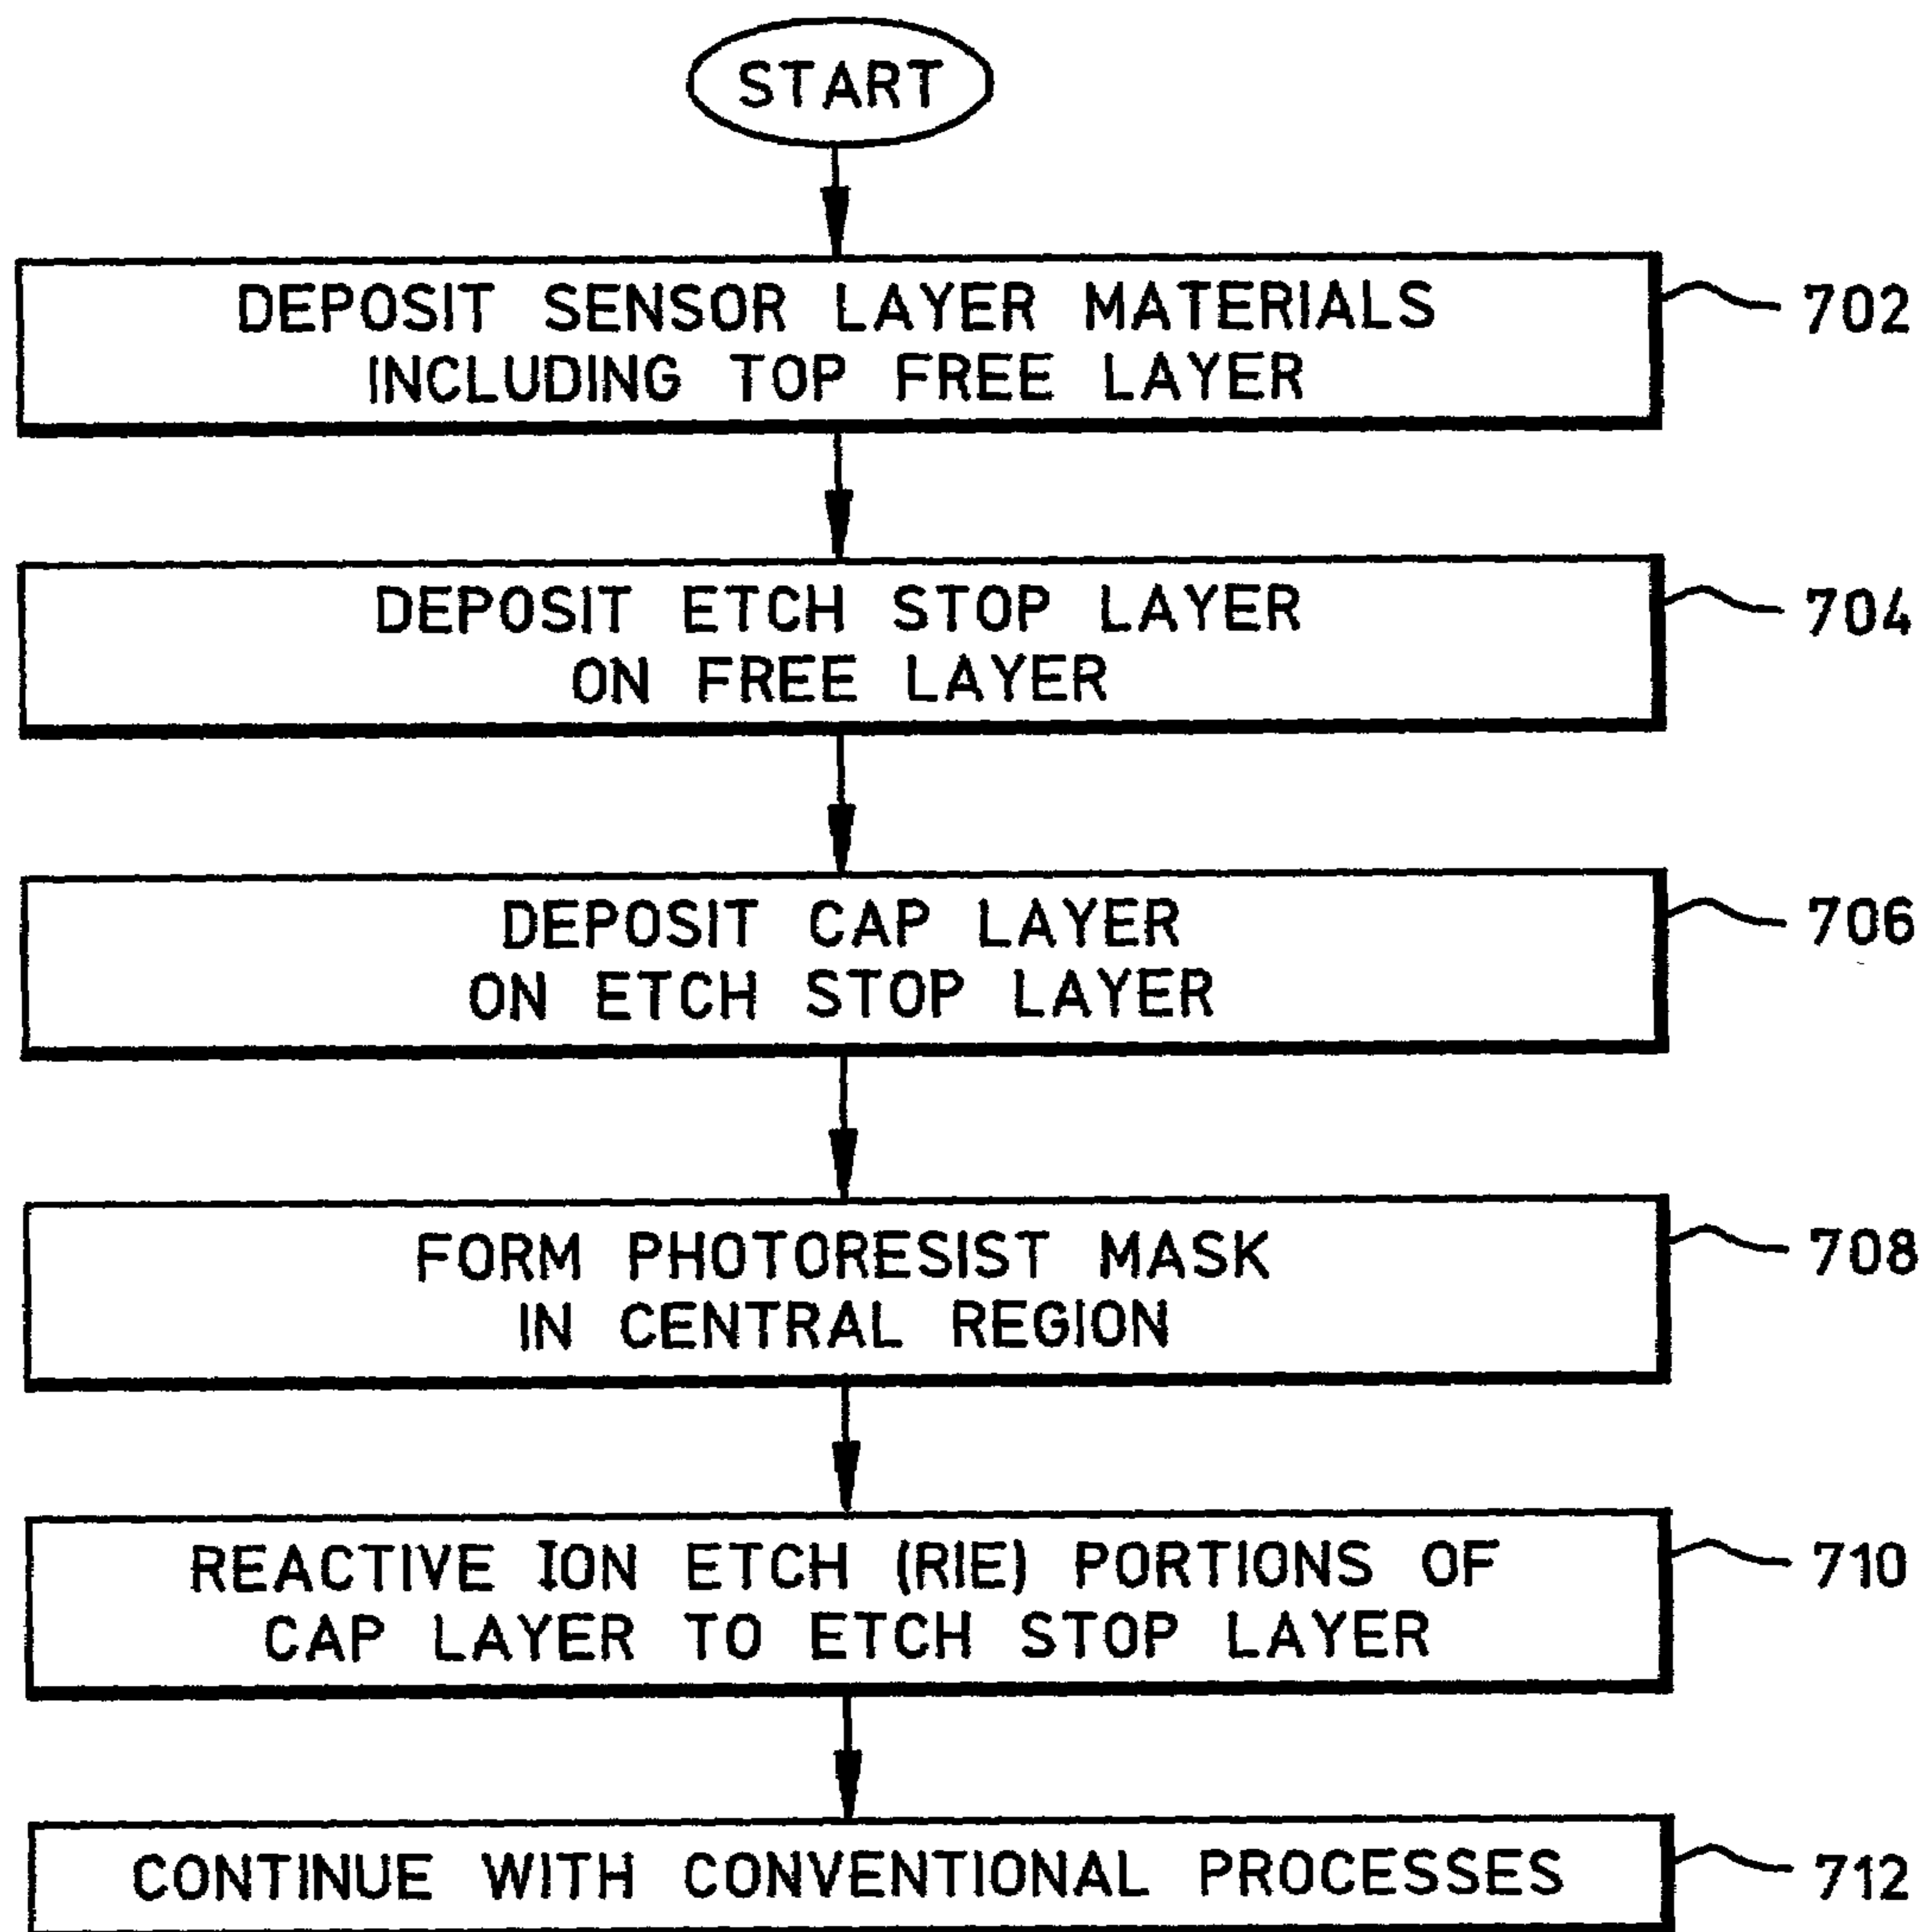 START
DEPOSIT SENSOR LAYER MATERIALS
INCLUDING TOP FREE LAYER
702
DEPOSIT ETCH STOP LAYER
ON FREE LAYER
704
DEPOSIT CAP LAYER
ON ETCH STOP LAYER
706
FORM PHOTORESIST MASK
IN CENTRAL REGION
708
REACTIVE ION ETCH (RIE) PORTIONS OF
CAP LAYER TO ETCH STOP LAYER
710
CONTINUE WITH CONVENTIONAL PROCESSES
712